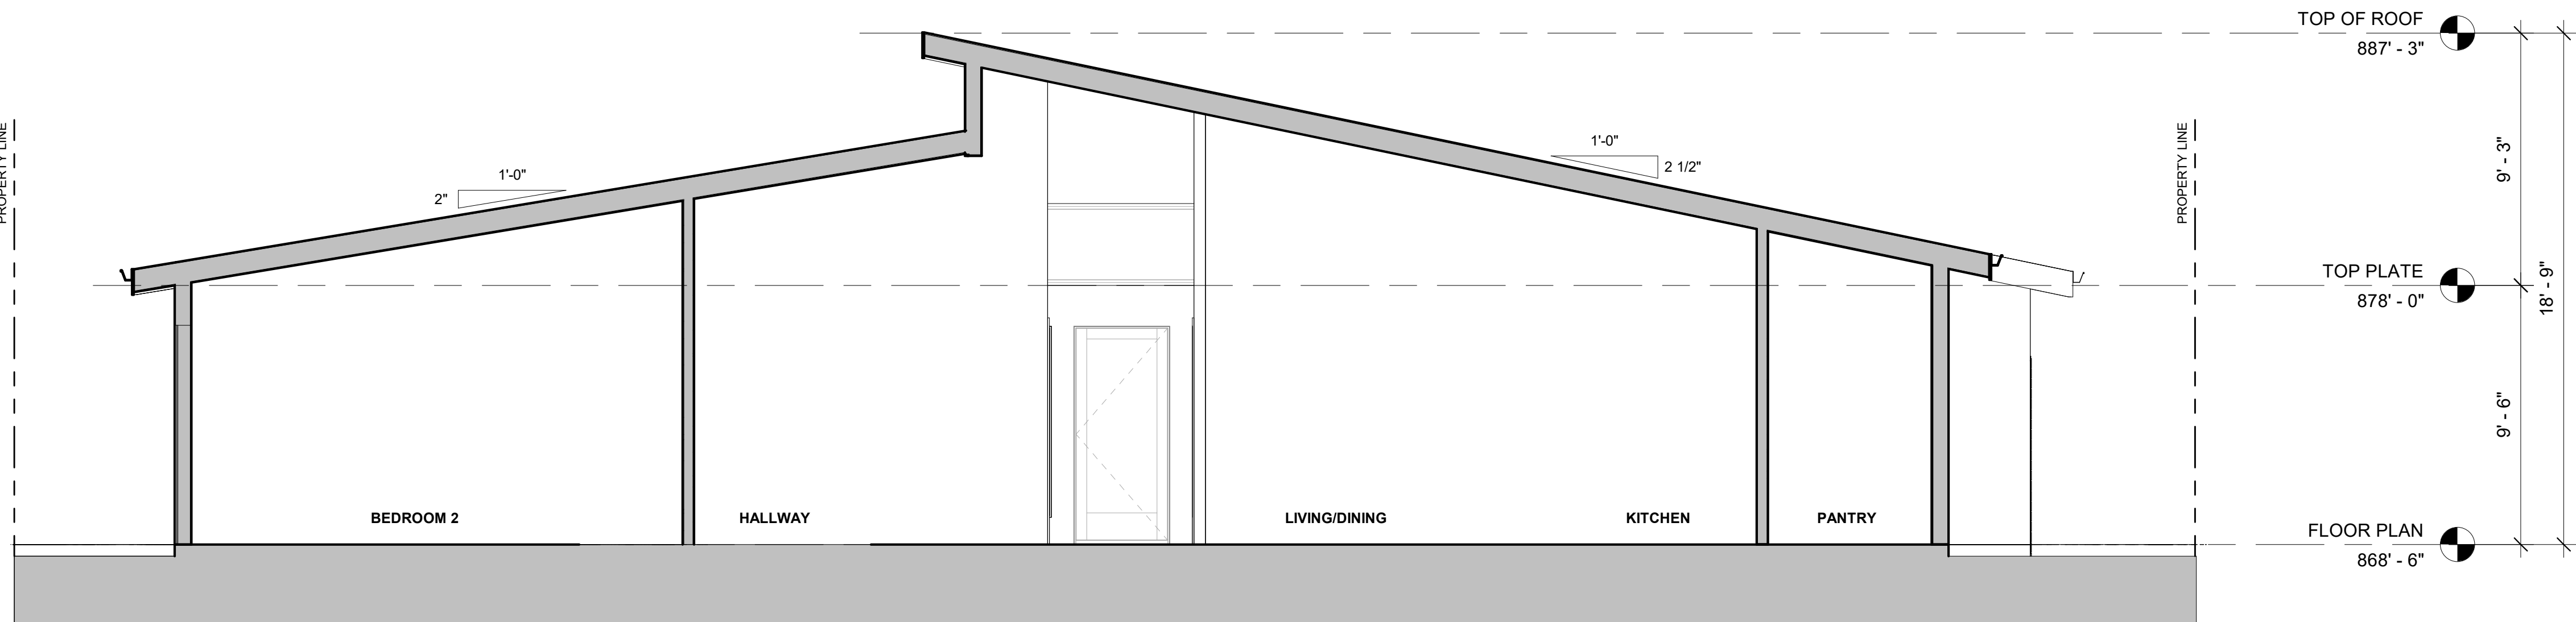 TOP OF ROOF
887' - 3"
PROPERTY LINE
PROPERTY LINE
1'-0"
2 1/2"
9' - 3"
1'-0"
2"
TOP PLATE
878' - 0"
18' - 9"
9' - 6"
BEDROOM 2
HALLWAY
LIVING/DINING
KITCHEN
PANTRY
FLOOR PLAN
868' - 6"